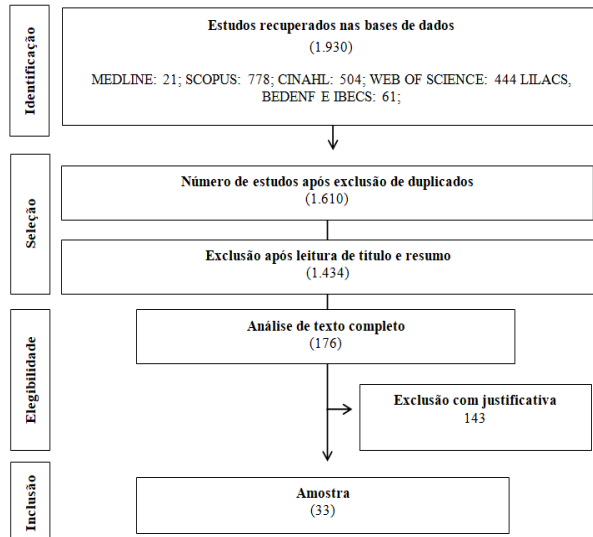 Identificação
Estudos recuperados nas bases de dados
(1.930)
MEDLINE: 21; SCOPUS: 778; CINAHL: 504; WEB OF SCIENCE: 444 LILACS,
BEDENF E IBECS: 61;
Seleção
Número de estudos após exclusão de duplicados
(1.610)
Exclusão após leitura de título e resumo
(1.434)
Elegibilidade
Análise de texto completo
(176)
Exclusão com justificativa
143
Inclusão
Amostra
(33)